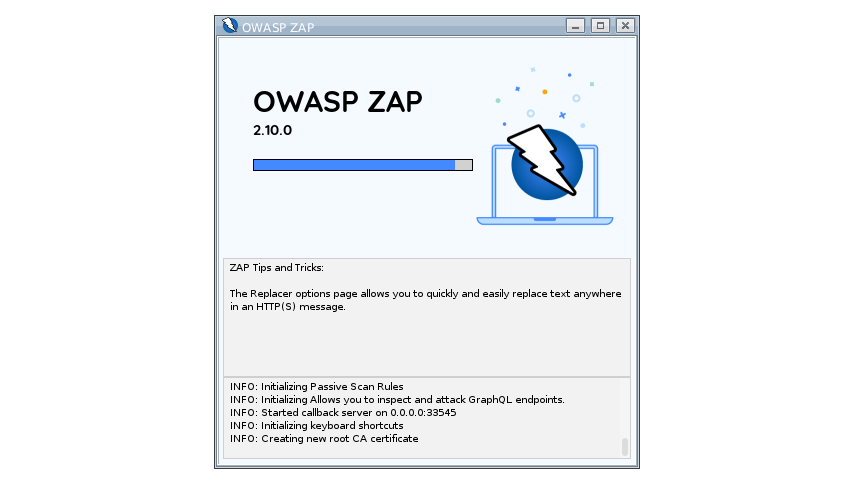 OWASP ZAP
OWASP ZAP
2.10.0
ZAP Tips and Tricks:
The Replacer options page allows you to quickly and easily replace text anywhere
in an HTTP(S) message.
INFO: Initializing Passive Scan Rules
INFO: Initializing Allows you to inspect and attack GraphQL endpoints.
INFO: Started callback server on 0.0.0.0:33545
INFO: Initializing keyboard shortcuts
INFO: Creating new root CA certificate